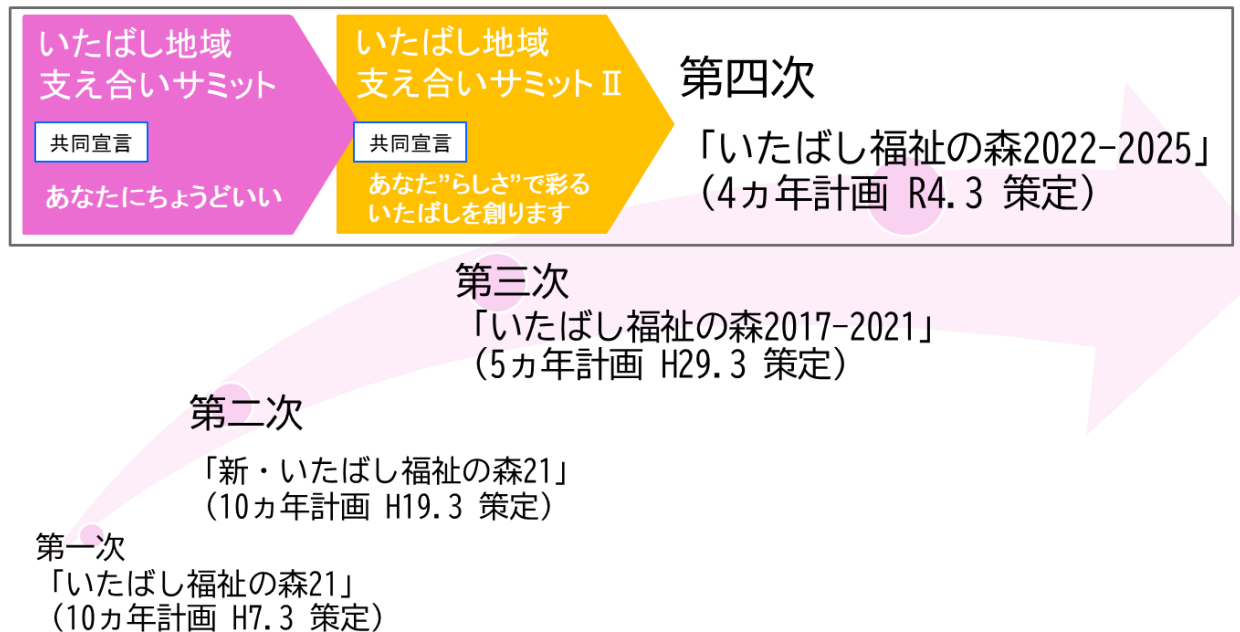 いたばし地域
支え合いサミット
共同宣言
あなたにちょうどいい
いたばし地域
支え合いサミットⅡ
共同宣言
あなた”らしさ”で彩る
いたばしを創ります
第四次
「いたばし福祉の森2022-2025」
(4ヵ年計画 R4.3 策定)
第三次
「いたばし福祉の森2017-2021」
(5ヵ年計画 H29.3 策定)
第二次
「新・いたばし福祉の森21」
(10ヵ年計画 H19.3 策定)
第一次
「いたばし福祉の森21」
(10ヵ年計画 H7.3 策定)